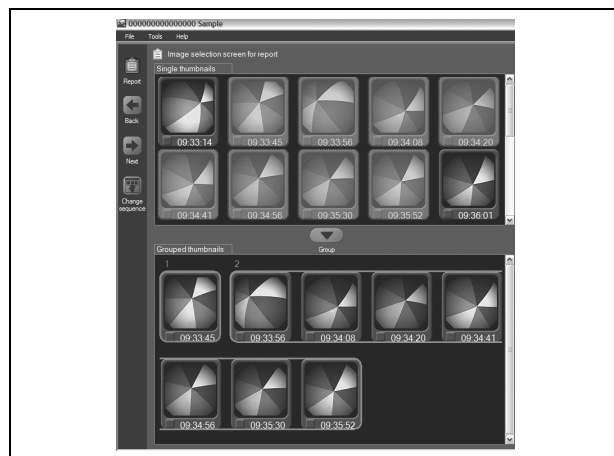 000000000000000 Sample
File Tools Help
Image selection screen for report
Single thumbnails
Report
Back
Next
Change sequence
09:33:14 09:33:45 09:33:56 09:34:08 09:34:20
09:34:41 09:34:56 09:35:30 09:35:52 09:36:01
Group
Grouped thumbnails
1 2
09:33:45 09:33:56 09:34:08 09:34:20 09:34:41
09:34:56 09:35:30 09:35:52